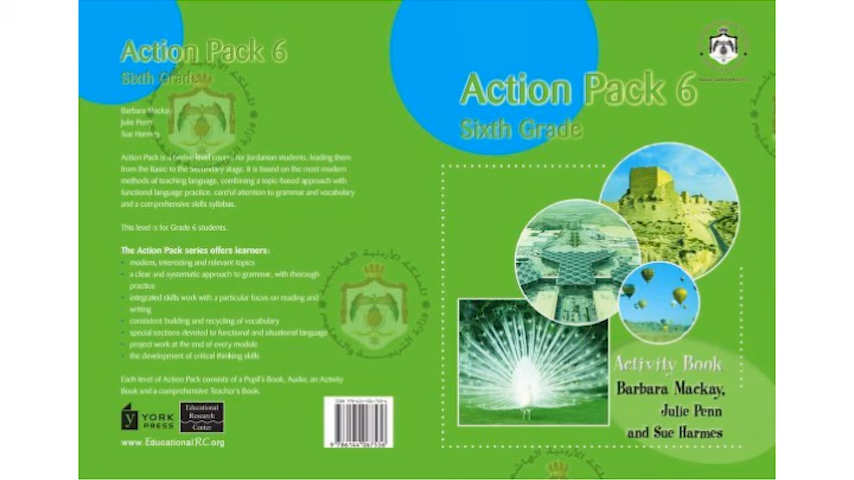 Action Pack 6
Sixth Grade
Barbara Mackay
Julie Penn
Sue Harmes
Action Pack is a twelve-level course for Jordanian students, leading them
from the Basic to the Secondary stage. It is based on the most modern
methods of teaching language, combining a topic-based approach with
functional language practice, careful attention to grammar and vocabulary
and a comprehensive skills syllabus.
This level is for Grade 6 students.
The Action Pack series offers learners:
• modern, interesting and relevant topics
• a clear and systematic approach to grammar, with thorough
practice
• integrated skills work with a particular focus on reading and
writing
• consistent building and recycling of vocabulary
• special sections devoted to functional and situational language
• project work at the end of every module
• the development of critical thinking skills
Each level of Action Pack consists of a Pupil's Book, Audio, an Activity
Book and a comprehensive Teacher's Book.
YORK
PRESS
Educational
Research
Center
www.EducationalRC.org
Action Pack 6
Sixth Grade
Activity Book
Barbara Mackay,
Julie Penn
and Sue Harmes